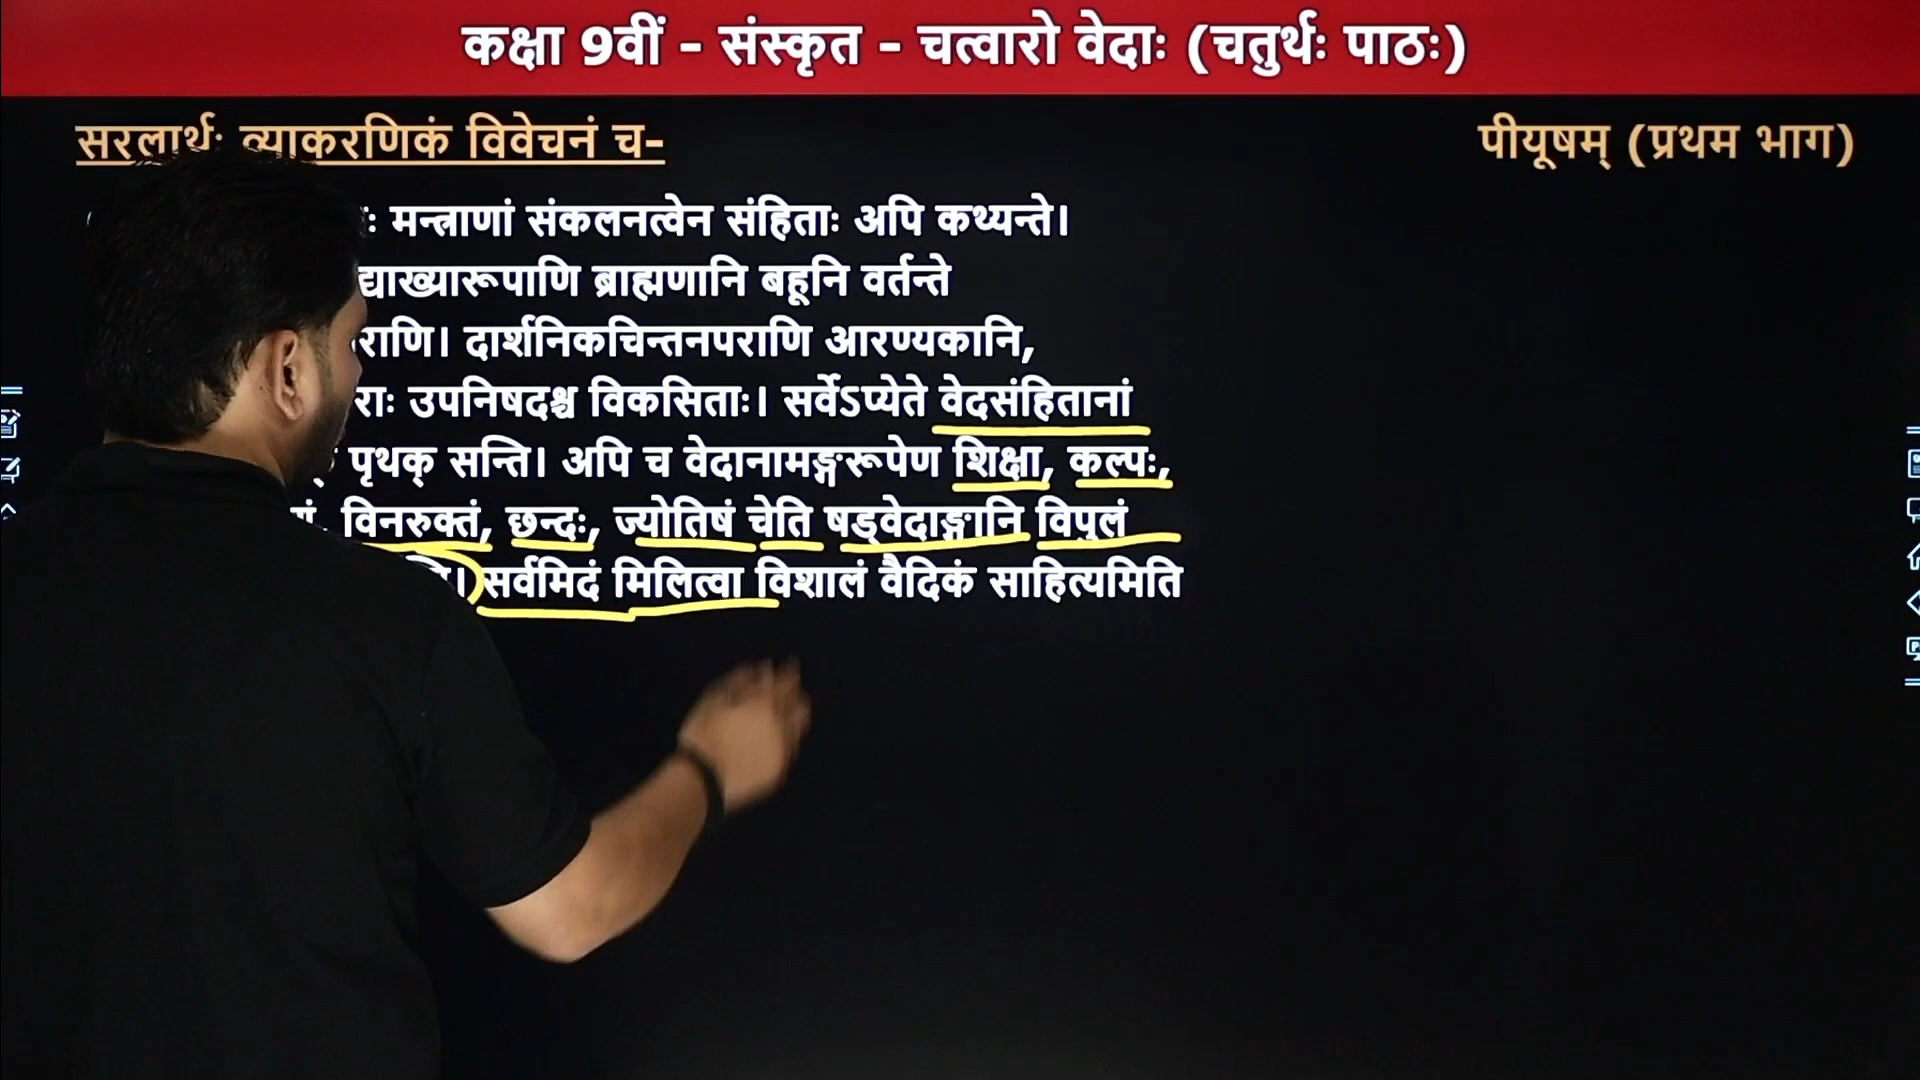 कक्षा 9वीं - संस्कृत - चत्वारो वेदाः (चतुर्थः पाठः)
सरलार्थः व्याकरणिकं विवेचनं च-
पीयूषम् (प्रथम भाग)
मन्त्राणां संकलनत्वेन संहिताः अपि कथ्यन्ते।
द्याख्यारूपाणि ब्राह्मणानि बहूनि वर्तन्ते
राणि। दार्शनिकचिन्तनपराणि आरण्यकानि,
राः उपनिषदश्च विकसिताः। सर्वेऽप्येते वेदसंहितानां
पृथक् सन्ति। अपि च वेदानामङ्गरूपेण शिक्षा, कल्पः,
विनरुक्तं, छन्दः, ज्योतिषं चेति षड्वेदाङ्गानि विपुलं
सर्वमिदं मिलित्वा विशालं वैदिकं साहित्यमिति